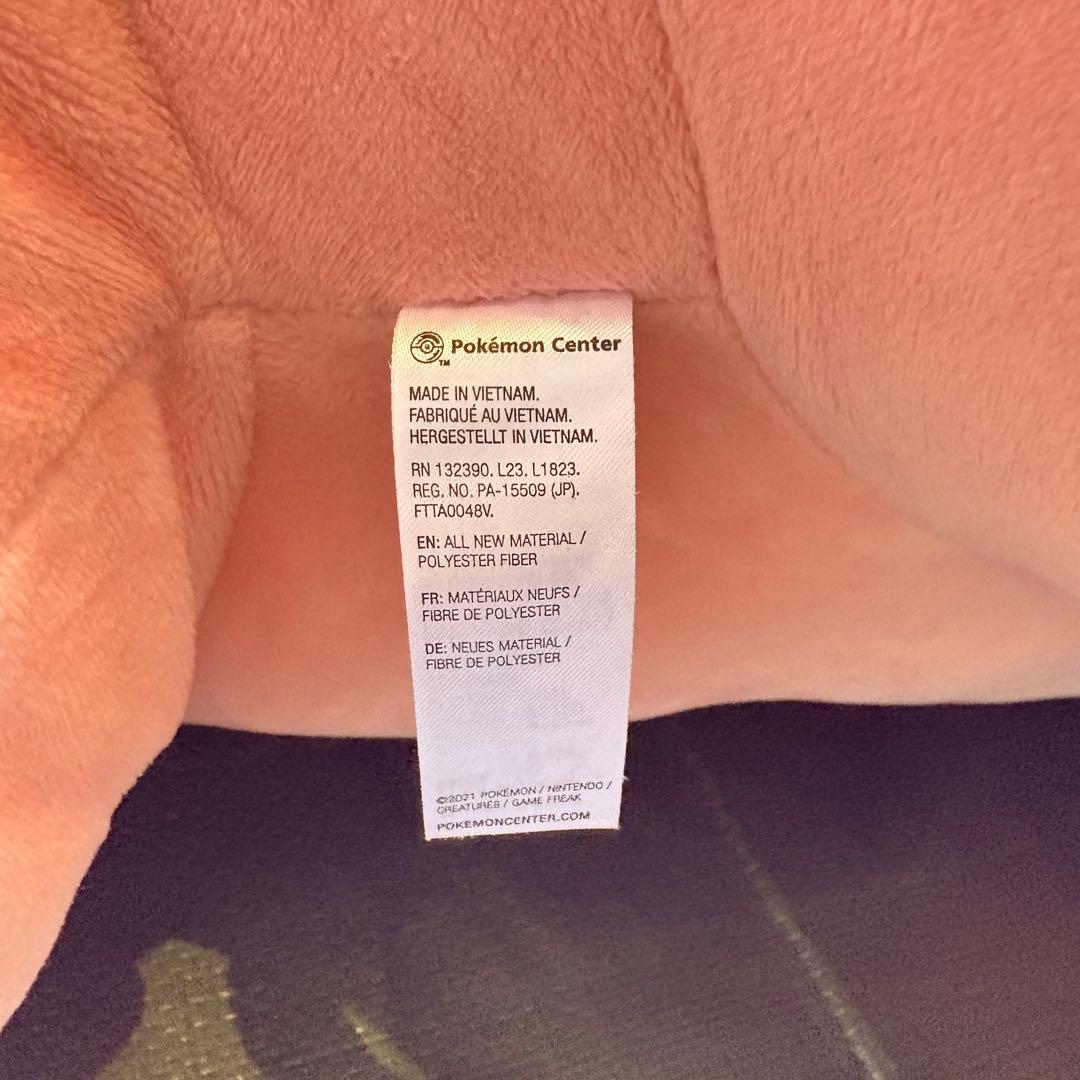 Pokémon Center
TM
MADE IN VIETNAM.
FABRIQUÉ AU VIETNAM.
HERGESTELLT IN VIETNAM.
RN 132390. L23. L1823.
REG. NO. PA-15509 (JP).
FTTA0048V.
EN: ALL NEW MATERIAL /
POLYESTER FIBER
FR: MATÉRIAUX NEUFS /
FIBRE DE POLYESTER
DE: NEUES MATERIAL /
FIBRE DE POLYESTER
©2021 POKÉMON / NINTENDO /
CREATURES / GAME FREAK
POKEMONCENTER.COM